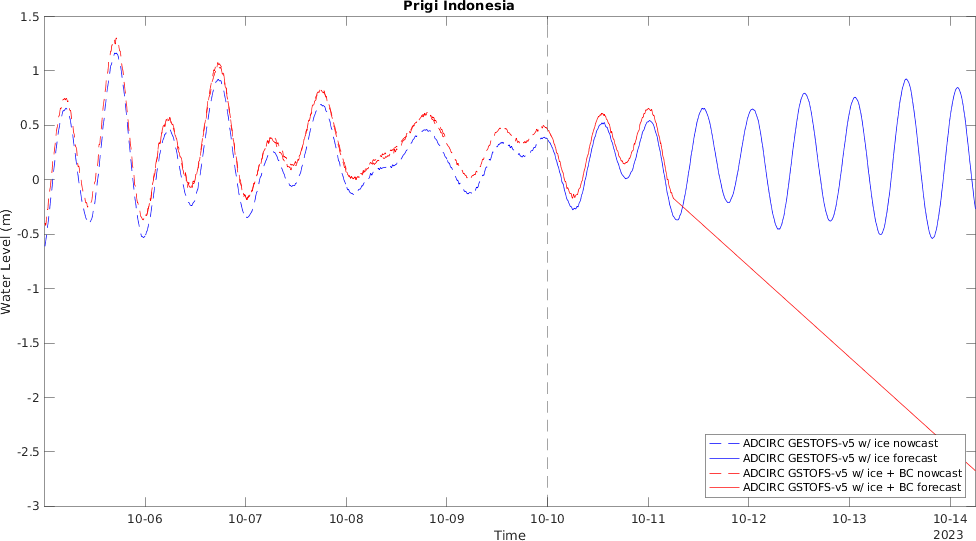 Prigi Indonesia
1.5
1
0.5
0
-0.5
-1
-1.5
-2
-2.5
-3
Water Level (m)
ADCIRC GESTOFS-v5 w/ ice nowcast
ADCIRC GESTOFS-v5 w/ ice forecast
ADCIRC GSTOFS-v5 w/ ice + BC nowcast
ADCIRC GSTOFS-v5 w/ ice + BC forecast
10-06 10-07 10-08 10-09 10-10 10-11 10-12 10-13 10-14
2023
Time